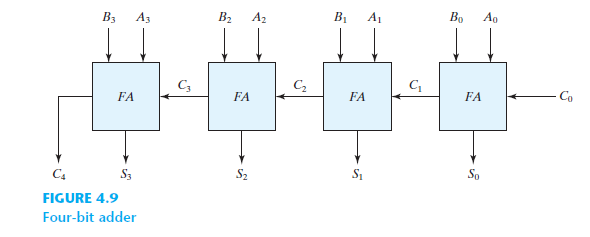 B3 A3 B2 A2 B1 A1 B0 A0
FA C3 FA C2 FA C1 FA C0
C4 S3 S2 S1 S0
FIGURE 4.9
Four-bit adder